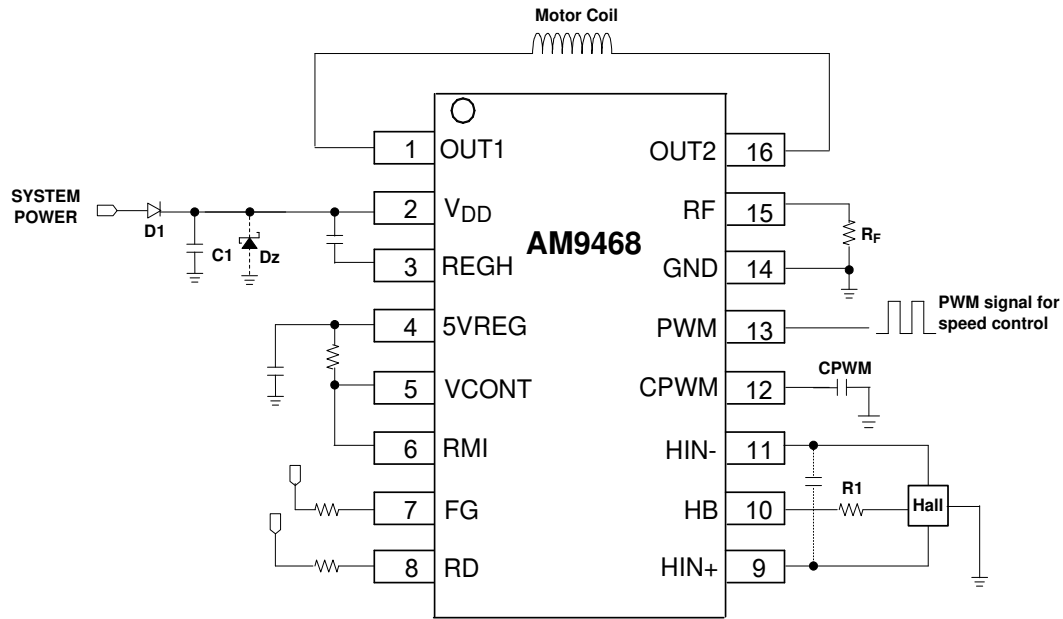 Motor Coil
1 OUT1
OUT2 16
SYSTEM
POWER
D1
C1
Dz
2 VDD
RF 15
RF
AM9468
3 REGH
GND 14
4 5VREG
PWM 13
PWM signal for
speed control
5 VCONT
CPWM 12
CPWM
6 RMI
HIN- 11
7 FG
HB 10
R1
Hall
8 RD
HIN+ 9